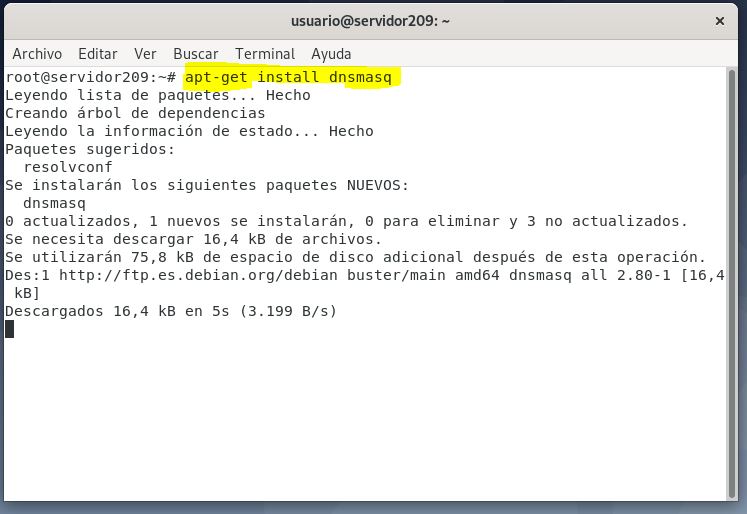 usuario@servidor209: ~
Archivo Editar Ver Buscar Terminal Ayuda
root@servidor209:~# apt-get install dnsmasq
Leyendo lista de paquetes... Hecho
Creando árbol de dependencias
Leyendo la información de estado... Hecho
Paquetes sugeridos:
  resolvconf
Se instalarán los siguientes paquetes NUEVOS:
  dnsmasq
0 actualizados, 1 nuevos se instalarán, 0 para eliminar y 3 no actualizados.
Se necesita descargar 16,4 kB de archivos.
Se utilizarán 75,8 kB de espacio de disco adicional después de esta operación.
Des:1 http://ftp.es.debian.org/debian buster/main amd64 dnsmasq all 2.80-1 [16,4
 kB]
Descargados 16,4 kB en 5s (3.199 B/s)